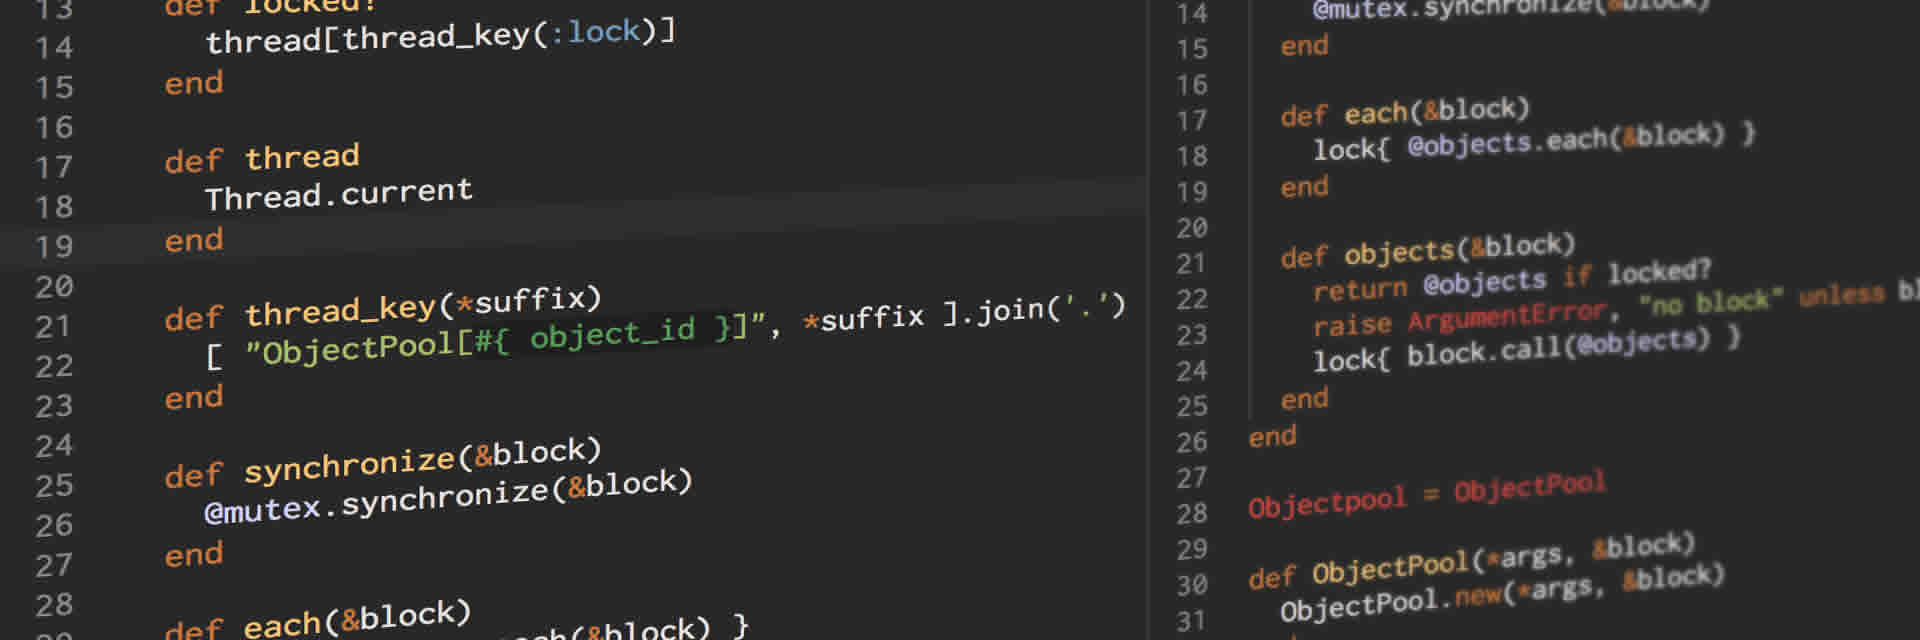 13 def locked?
14 thread[thread_key(:lock)]
15 end
16
17 def thread
18 Thread.current
19 end
20
21 def thread_key(*suffix)
22 [ "ObjectPool[#{ object_id }]", *suffix ].join('.')
23 end
24
25 def synchronize(&block)
26 @mutex.synchronize(&block)
27 end
28
def each(&block)
(&block) }
14 @mutex.synchronize(&block)
15 end
16
17 def each(&block)
18 lock{ @objects.each(&block) }
19 end
20
21 def objects(&block)
22 return @objects if locked?
23 raise ArgumentError, "no block" unless
24 lock{ block.call(@objects) }
25 end
26 end
27
28 Objectpool = ObjectPool
29
30 def ObjectPool(*args, &block)
31 ObjectPool.new(*args, &block)